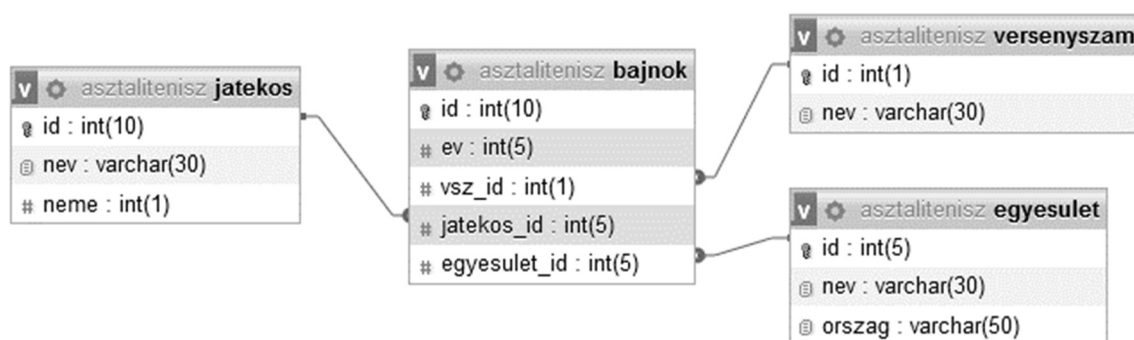 v asztalitenisz jatekos
id : int(10)
nev : varchar(30)
neme : int(1)
v asztalitenisz bajnok
id : int(10)
# ev : int(5)
# vsz_id : int(1)
# jatekos_id : int(5)
# egyesulet_id : int(5)
v asztalitenisz versenyszam
id : int(1)
nev : varchar(30)
v asztalitenisz egyesulet
id : int(5)
nev : varchar(30)
orszag : varchar(50)